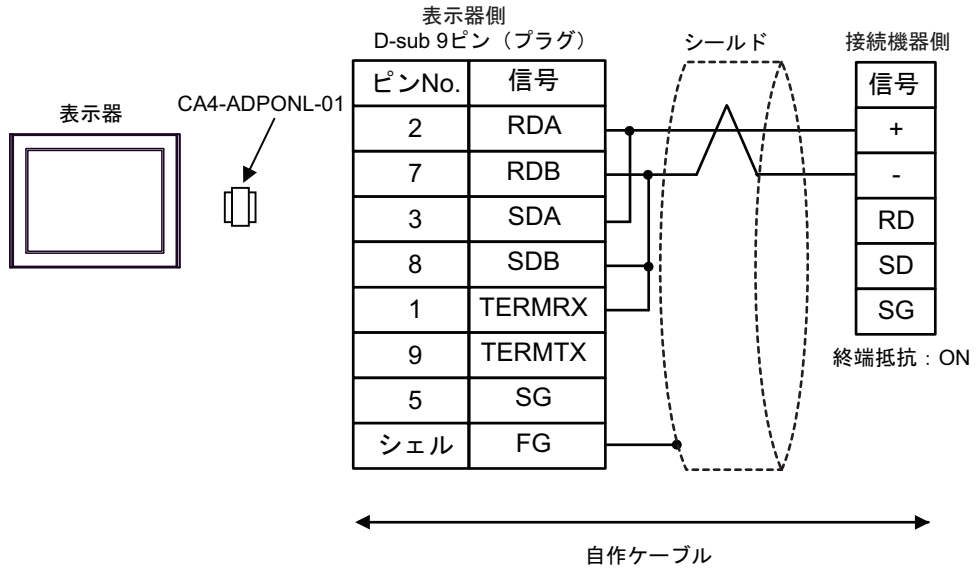 表示器側
D-sub 9ピン（プラグ）
シールド
接続機器側
表示器
CA4-ADPONL-01
ピンNo. 信号
2 RDA
7 RDB
3 SDA
8 SDB
1 TERMRX
9 TERMTX
5 SG
シェル FG
信号
+
-
RD
SD
SG
終端抵抗：ON
自作ケーブル